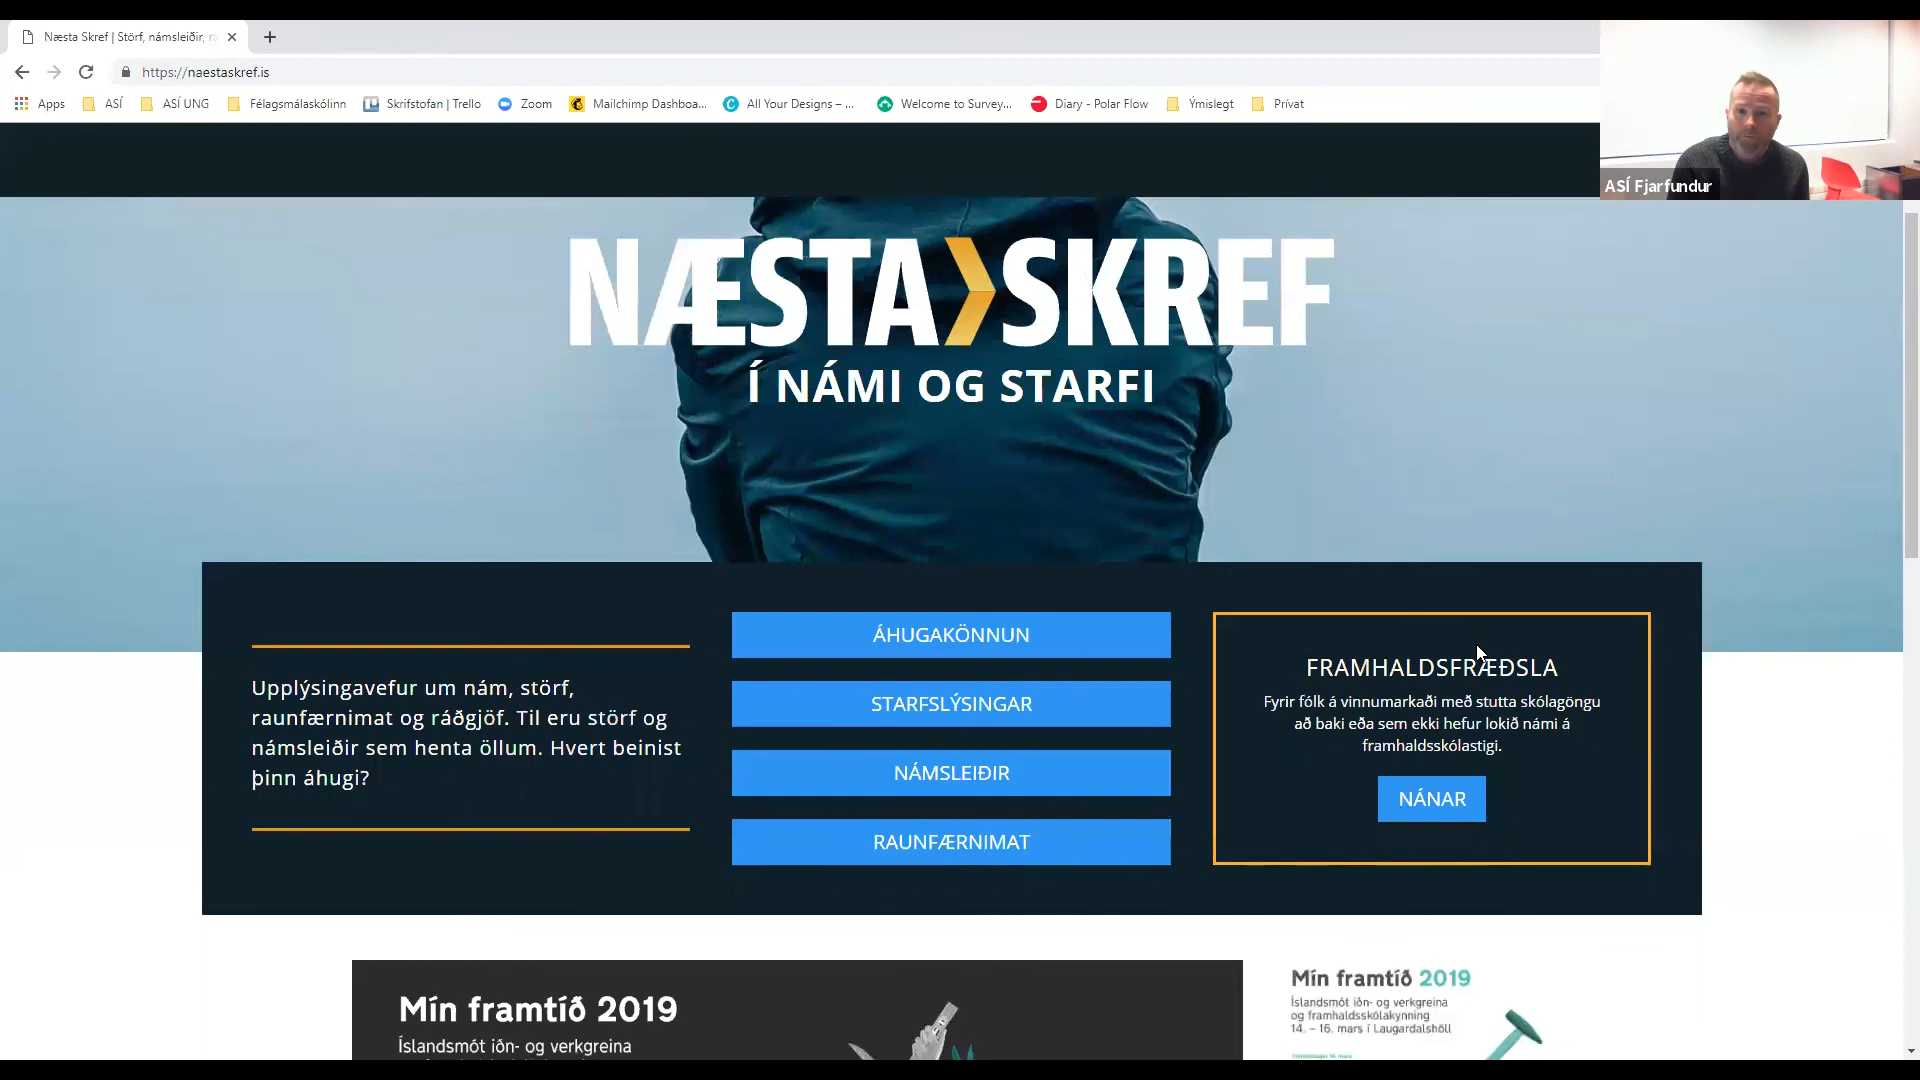 Næsta Skref | Störf, námsleiðir,
https://naestaskref.is
Apps ASÍ ASÍ UNG Félagsmálaskólinn Skrifstofan | Trello Zoom Mailchimp Dashboa... All Your Designs – ... Welcome to Survey... Diary - Polar Flow Ýmislegt Prívat
ASÍ Fjarfundur
NÆSTA SKREF
Í NÁMI OG STARFI
Upplýsingavefur um nám, störf,
raunfærnimat og ráðgjöf. Til eru störf og
námsleiðir sem henta öllum. Hvert beinist
þinn áhugi?
ÁHUGAKÖNNUN
STARFSLÝSINGAR
NÁMSLEIÐIR
RAUNFÆRNIMAT
FRAMHALDSFRÆÐSLA
Fyrir fólk á vinnumarkaði með stutta skólagöngu
að baki eða sem ekki hefur lokið námi á
framhaldsskólastigi.
NÁNAR
Mín framtíð 2019
Íslandsmót iðn- og verkgreina
Mín framtíð 2019
Íslandsmót iðn- og verkgreina
og framhaldsskólakynning
14. – 16. mars í Laugardalshöll